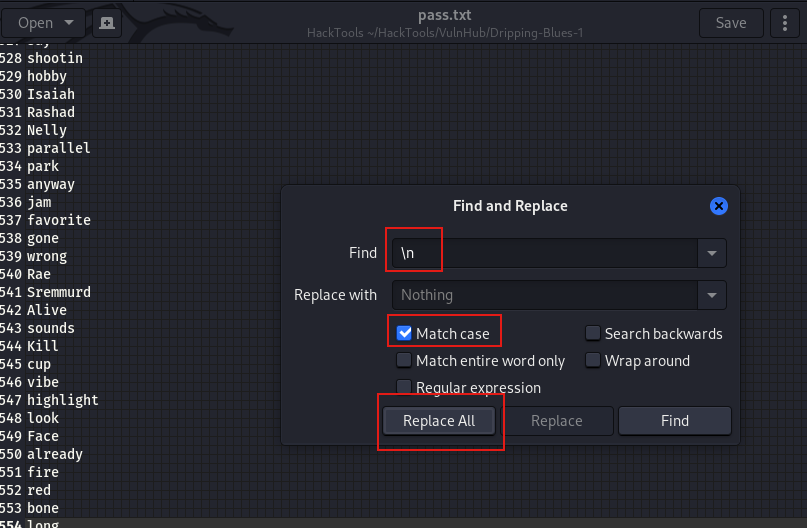 Open
pass.txt
HackTools ~/HackTools/VulnHub/Dripping-Blues-1
Save
528 shootin
529 hobby
530 Isaiah
531 Rashad
532 Nelly
533 parallel
534 park
535 anyway
536 jam
537 favorite
538 gone
539 wrong
540 Rae
541 Sremmurd
542 Alive
543 sounds
544 Kill
545 cup
546 vibe
547 highlight
548 look
549 Face
550 already
551 fire
552 red
553 bone
554 long
Find and Replace
Find \n
Replace with Nothing
Match case Search backwards
Match entire word only Wrap around
Regular expression
Replace All Replace Find